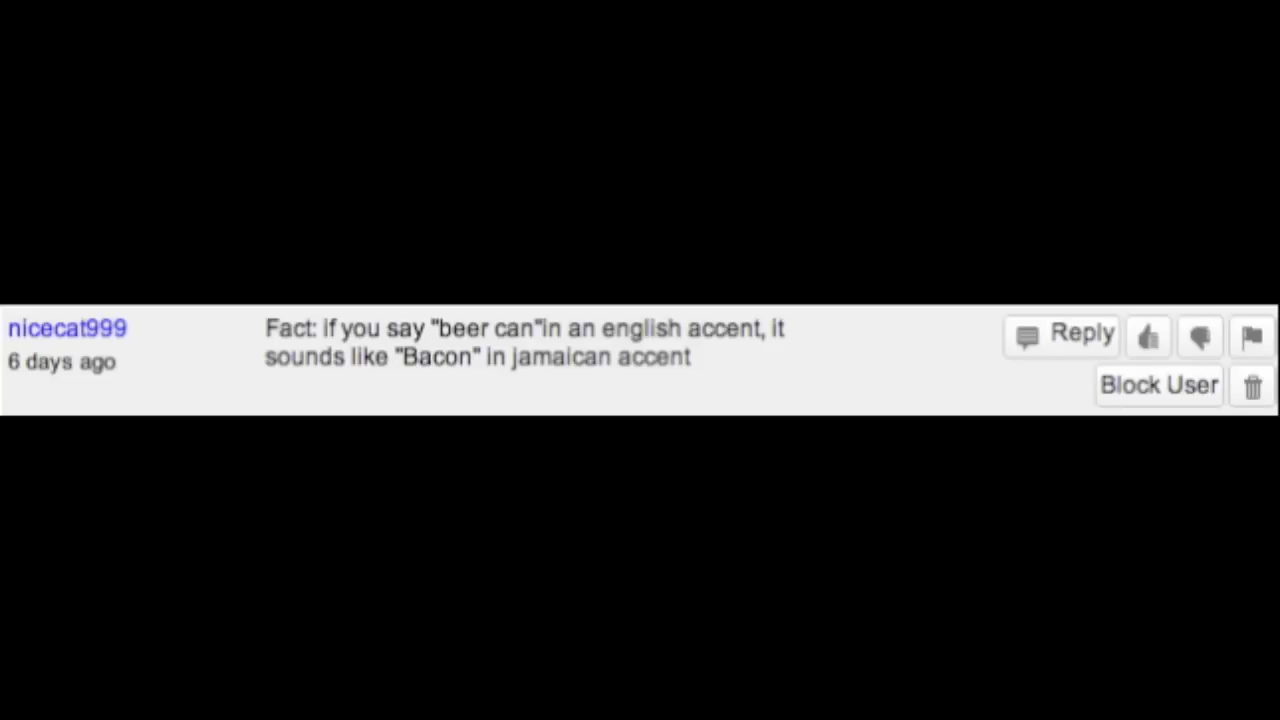 nicecat999
6 days ago
Fact: if you say "beer can"in an english accent, it
sounds like "Bacon" in jamaican accent
Reply
Block User